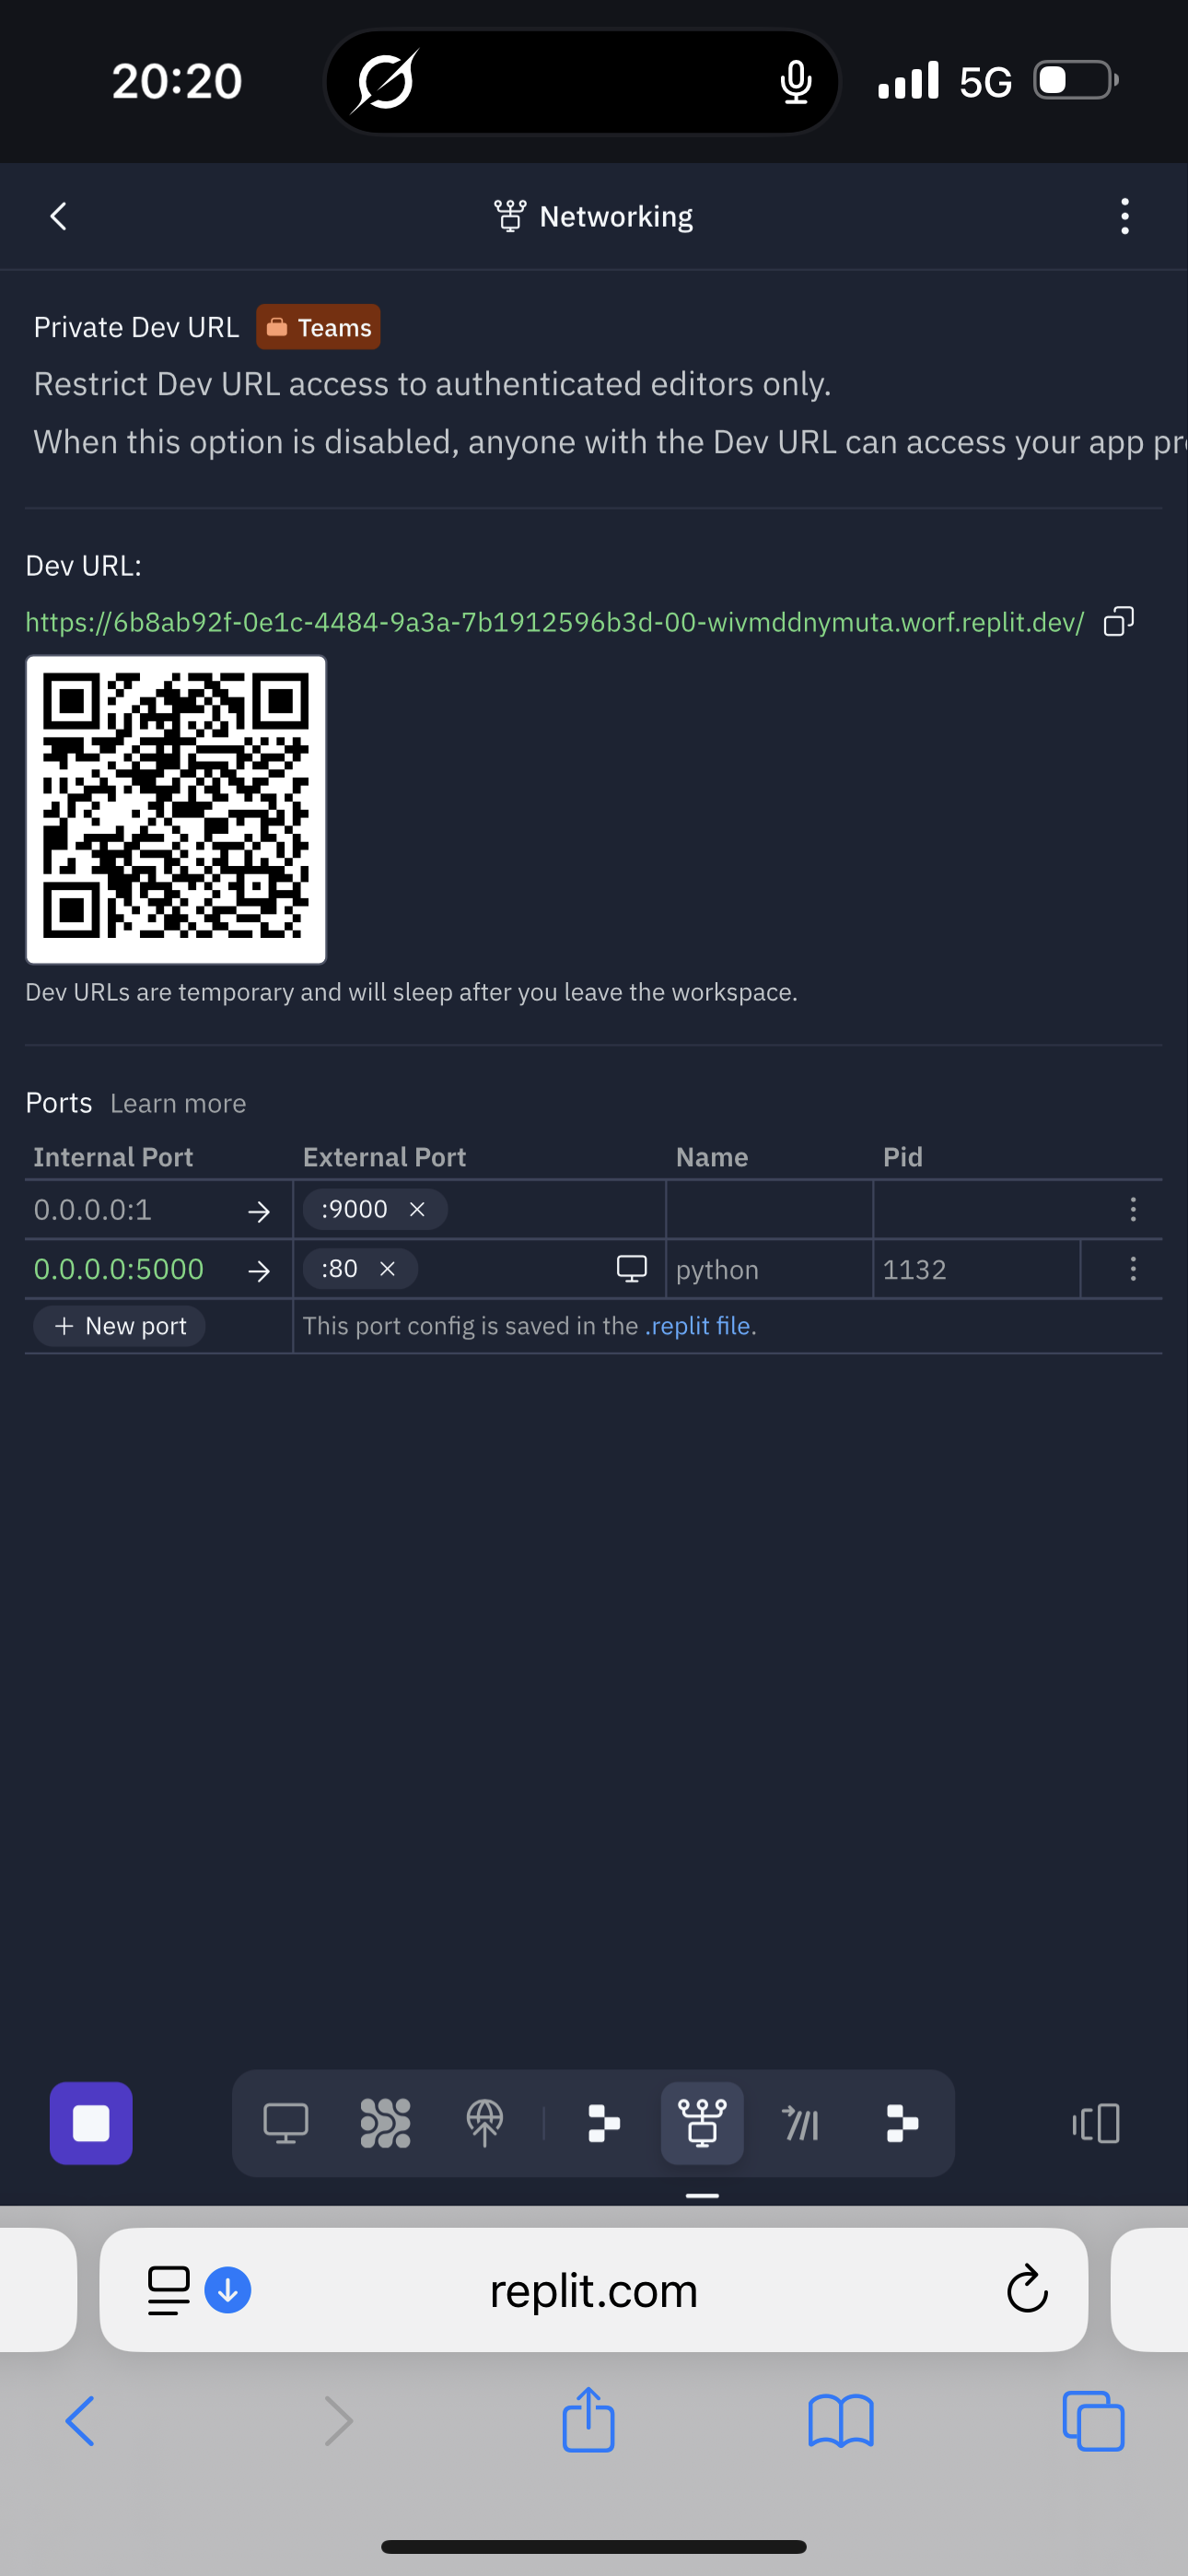 20:20
5G
Networking
Private Dev URL Teams
Restrict Dev URL access to authenticated editors only.
When this option is disabled, anyone with the Dev URL can access your app
Dev URL:
https://6b8ab92f-0e1c-4484-9a3a-7b1912596b3d-00-wivmddnymuta.worf.replit.dev/
Dev URLs are temporary and will sleep after you leave the workspace.
Ports Learn more
Internal Port External Port Name Pid
0.0.0.0:1 → :9000 ×
0.0.0.0:5000 → :80 × python 1132
+ New port This port config is saved in the .replit file.
replit.com